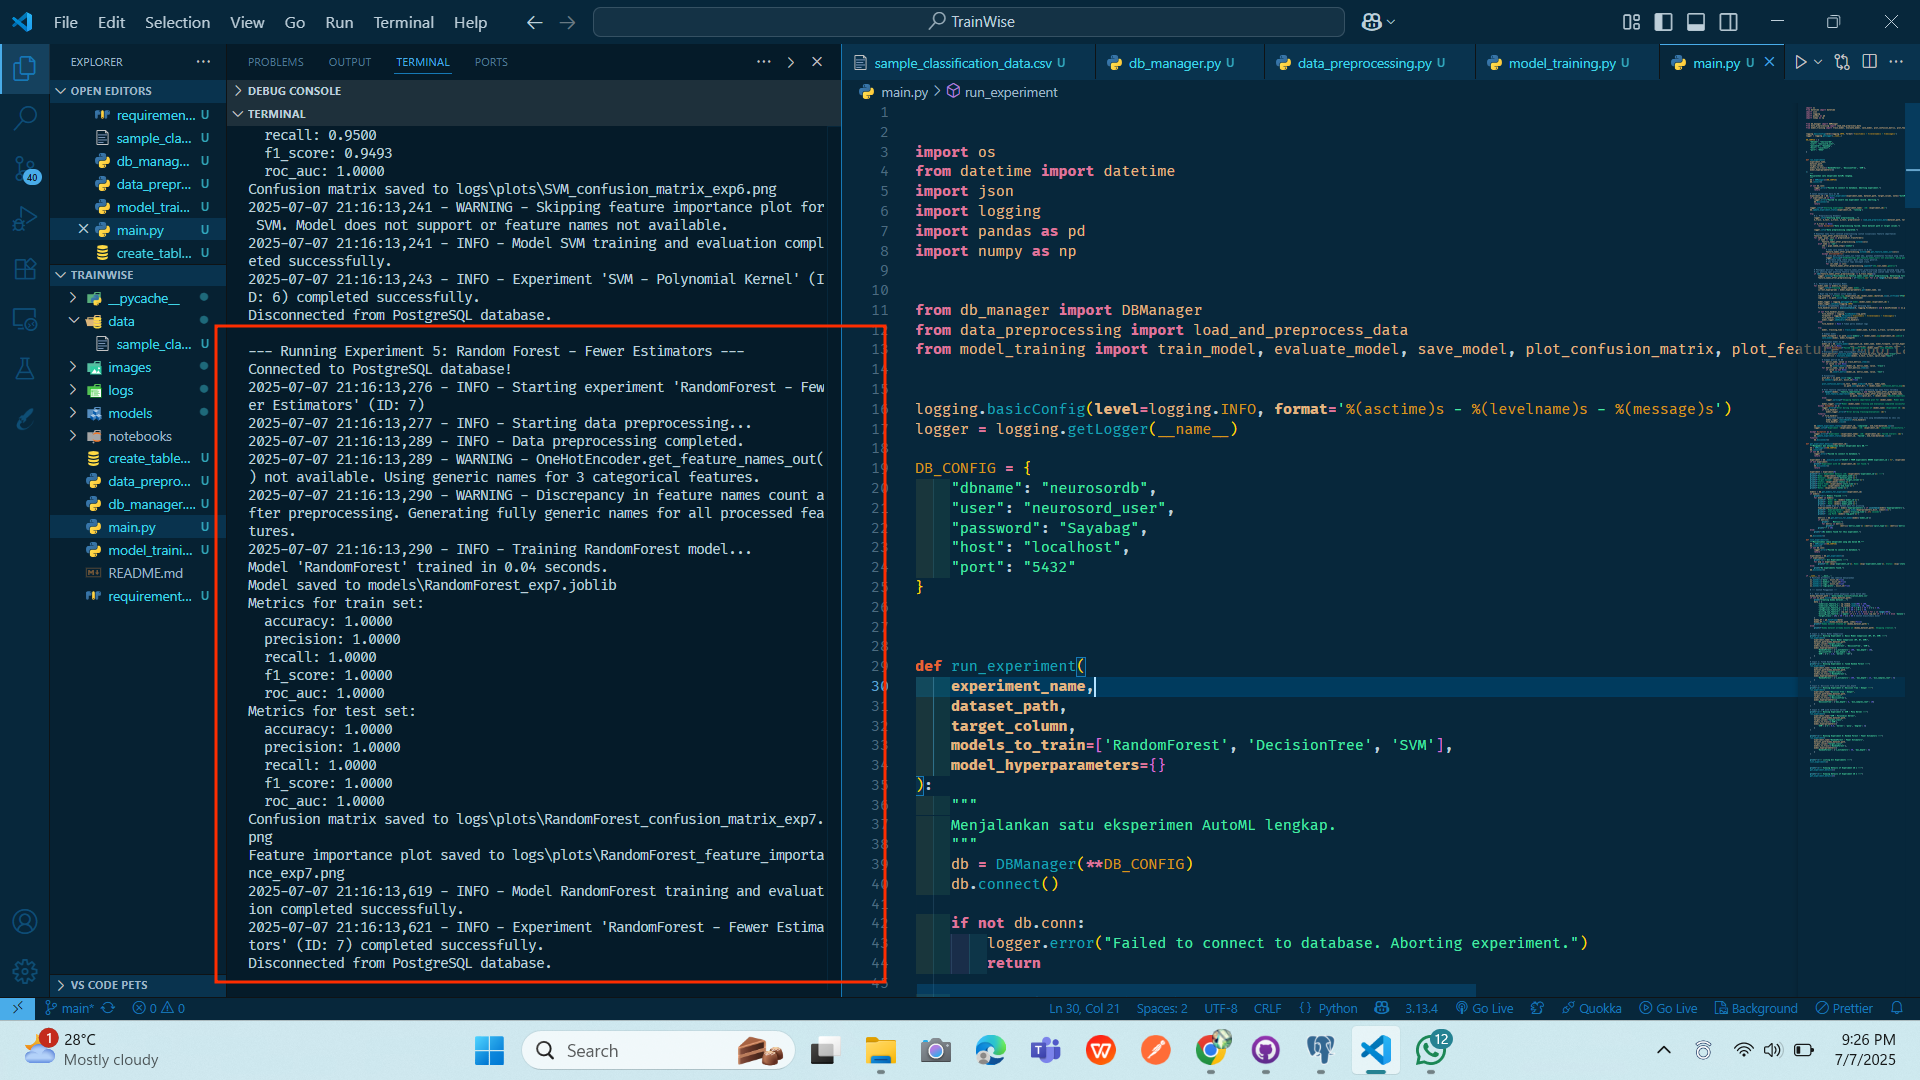 File Edit Selection View Go Run Terminal Help
TrainWise
EXPLORER
OPEN EDITORS
requiremen... U
sample_cla... U
db_manag... U
data_prepr... U
model_trai... U
main.py U
create_tabl... U
TRAINWISE
__pycache__
data
sample_cla... U
images
logs
models
notebooks
create_table... U
data_prepro... U
db_manager.... U
main.py U
model_traini... U
README.md
requirement... U
VS CODE PETS
40
PROBLEMS OUTPUT TERMINAL PORTS
DEBUG CONSOLE
TERMINAL
recall: 0.9500
f1_score: 0.9493
roc_auc: 1.0000
Confusion matrix saved to logs\plots\SVM_confusion_matrix_exp6.png
2025-07-07 21:16:13,241 - WARNING - Skipping feature importance plot for
SVM. Model does not support or feature names not available.
2025-07-07 21:16:13,241 - INFO - Model SVM training and evaluation compl
eted successfully.
2025-07-07 21:16:13,243 - INFO - Experiment 'SVM - Polynomial Kernel' (I
D: 6) completed successfully.
Disconnected from PostgreSQL database.
--- Running Experiment 5: Random Forest - Fewer Estimators ---
Connected to PostgreSQL database!
2025-07-07 21:16:13,276 - INFO - Starting experiment 'RandomForest - Few
er Estimators' (ID: 7)
2025-07-07 21:16:13,277 - INFO - Starting data preprocessing...
2025-07-07 21:16:13,289 - INFO - Data preprocessing completed.
2025-07-07 21:16:13,289 - WARNING - OneHotEncoder.get_feature_names_out(
) not available. Using generic names for 3 categorical features.
2025-07-07 21:16:13,290 - WARNING - Discrepancy in feature names count a
fter preprocessing. Generating fully generic names for all processed fea
tures.
2025-07-07 21:16:13,290 - INFO - Training RandomForest model...
Model 'RandomForest' trained in 0.04 seconds.
Model saved to models\RandomForest_exp7.joblib
Metrics for train set:
accuracy: 1.0000
precision: 1.0000
recall: 1.0000
f1_score: 1.0000
roc_auc: 1.0000
Metrics for test set:
accuracy: 1.0000
precision: 1.0000
recall: 1.0000
f1_score: 1.0000
roc_auc: 1.0000
Confusion matrix saved to logs\plots\RandomForest_confusion_matrix_exp7.
png
Feature importance plot saved to logs\plots\RandomForest_feature_importa
nce_exp7.png
2025-07-07 21:16:13,619 - INFO - Model RandomForest training and evaluat
ion completed successfully.
2025-07-07 21:16:13,621 - INFO - Experiment 'RandomForest - Fewer Estima
tors' (ID: 7) completed successfully.
Disconnected from PostgreSQL database.
sample_classification_data.csv U db_manager.py U data_preprocessing.py U model_training.py U main.py U
main.py > run_experiment
1
2
3 import os
4 from datetime import datetime
5 import json
6 import logging
7 import pandas as pd
8 import numpy as np
9
10
11 from db_manager import DBManager
12 from data_preprocessing import load_and_preprocess_data
13 from model_training import train_model, evaluate_model, save_model, plot_confusion_matrix, plot_feature_importa
14
15
16 logging.basicConfig(level=logging.INFO, format='%(asctime)s - %(levelname)s - %(message)s')
17 logger = logging.getLogger(__name__)
18
19 DB_CONFIG = {
20 "dbname": "neurosordb",
21 "user": "neurosord_user",
22 "password": "Sayabag",
23 "host": "localhost",
24 "port": "5432"
25 }
26
27
28
29 def run_experiment(
30 experiment_name,
31 dataset_path,
32 target_column,
33 models_to_train=['RandomForest', 'DecisionTree', 'SVM'],
34 model_hyperparameters={}
35 ):
36 """
37 Menjalankan satu eksperimen AutoML lengkap.
38 """
39 db = DBManager(**DB_CONFIG)
40 db.connect()
41
42 if not db.conn:
43 logger.error("Failed to connect to database. Aborting experiment.")
44 return
45
main* 0 0 Ln 30, Col 21 Spaces: 2 UTF-8 CRLF {} Python 3.13.4 Go Live Quokka Go Live Background Prettier
1
28°C
Mostly cloudy
Search
12
9:26 PM
7/7/2025